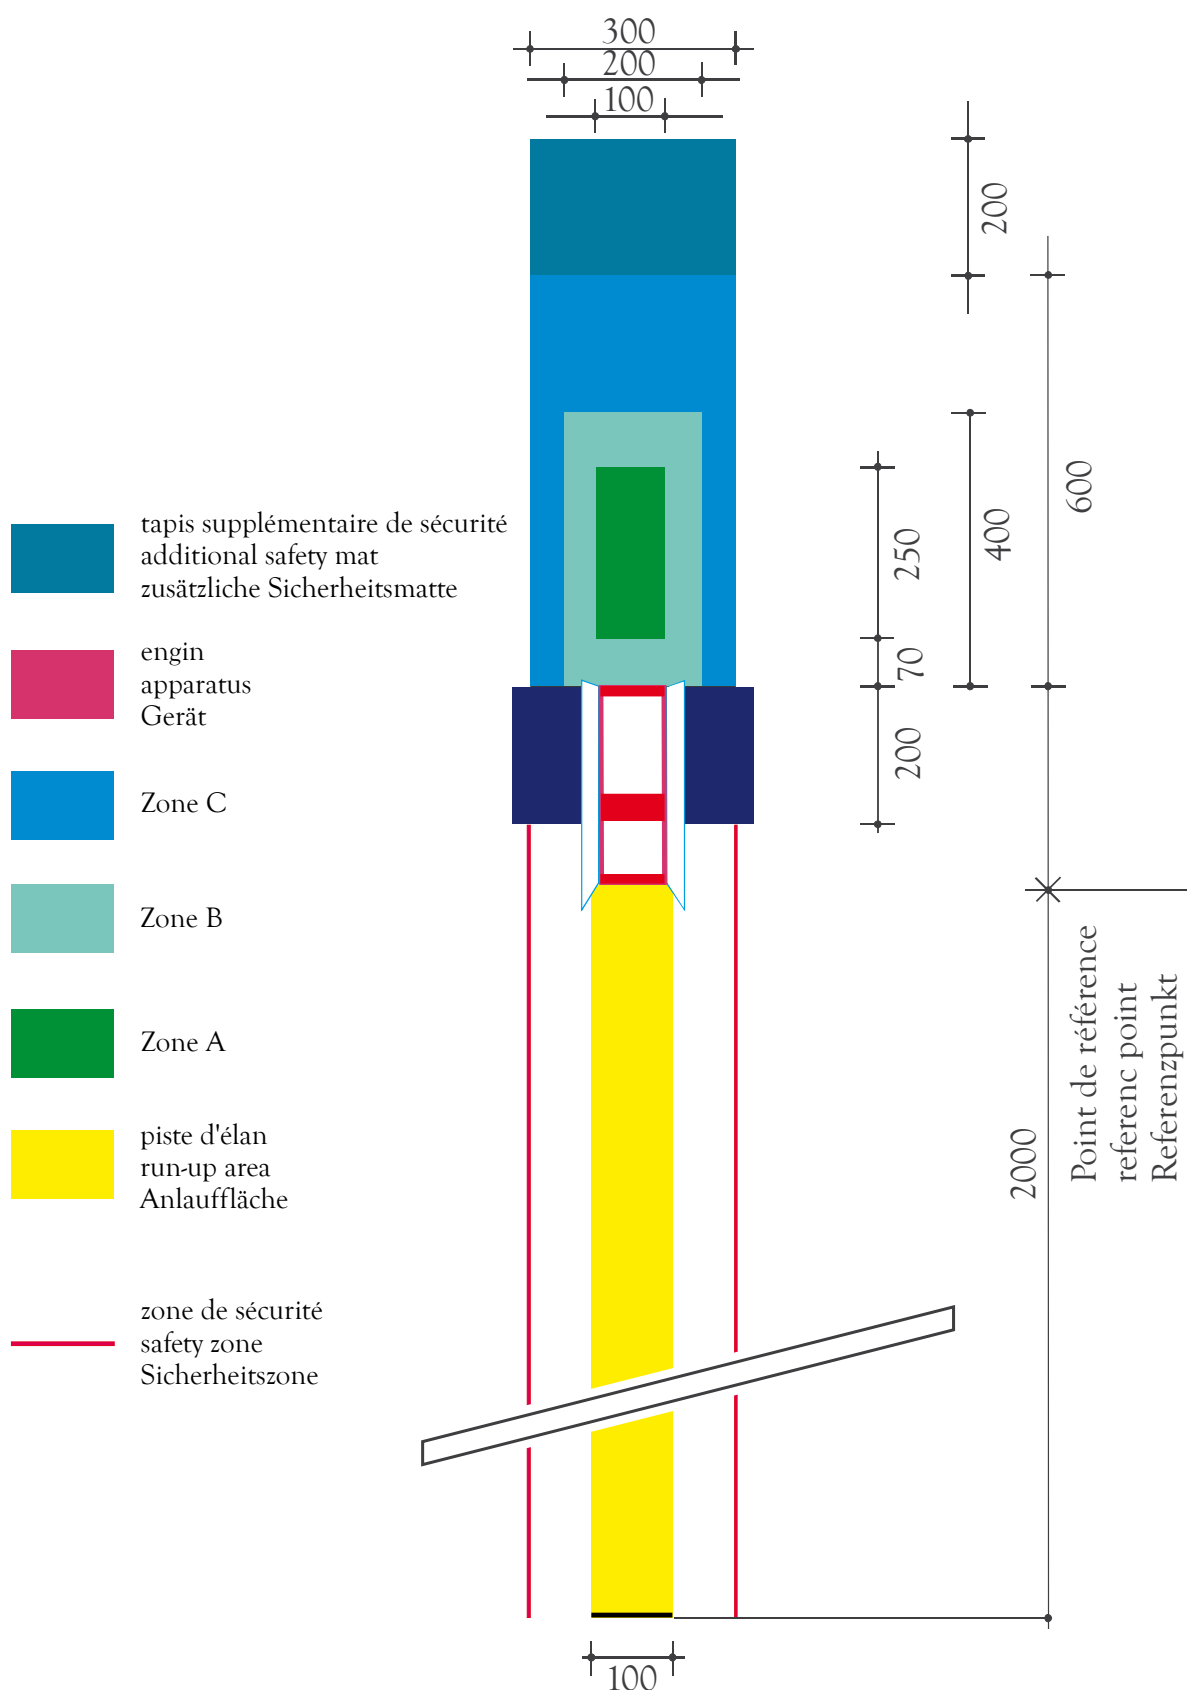 300
200
100
200
600
400
250
70
200
tapis supplémentaire de sécurité
additional safety mat
zusätzliche Sicherheitsmatte
engin
apparatus
Gerät
Zone C
Zone B
Zone A
piste d'élan
run-up area
Anlauffläche
zone de sécurité
safety zone
Sicherheitszone
Point de référence
referenc point
Referenzpunkt
2000
100